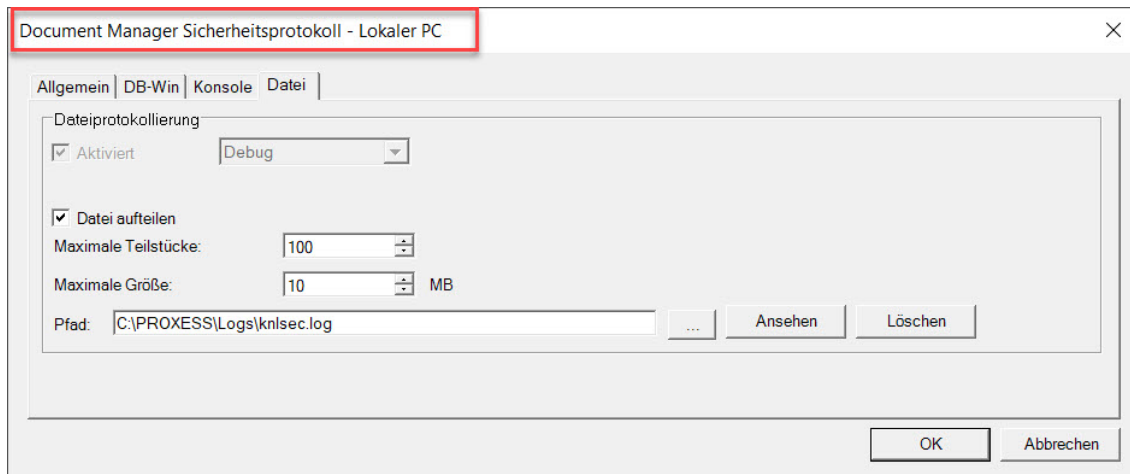 Document Manager Sicherheitsprotokoll - Lokaler PC
Allgemein DB-Win Konsole Datei
Dateiprotokollierung
Aktiviert Debug
Datei aufteilen
Maximale Teilstücke: 100
Maximale Größe: 10 MB
Pfad: C:\PROXESS\Logs\knlsec.log ... Ansehen Löschen
OK Abbrechen